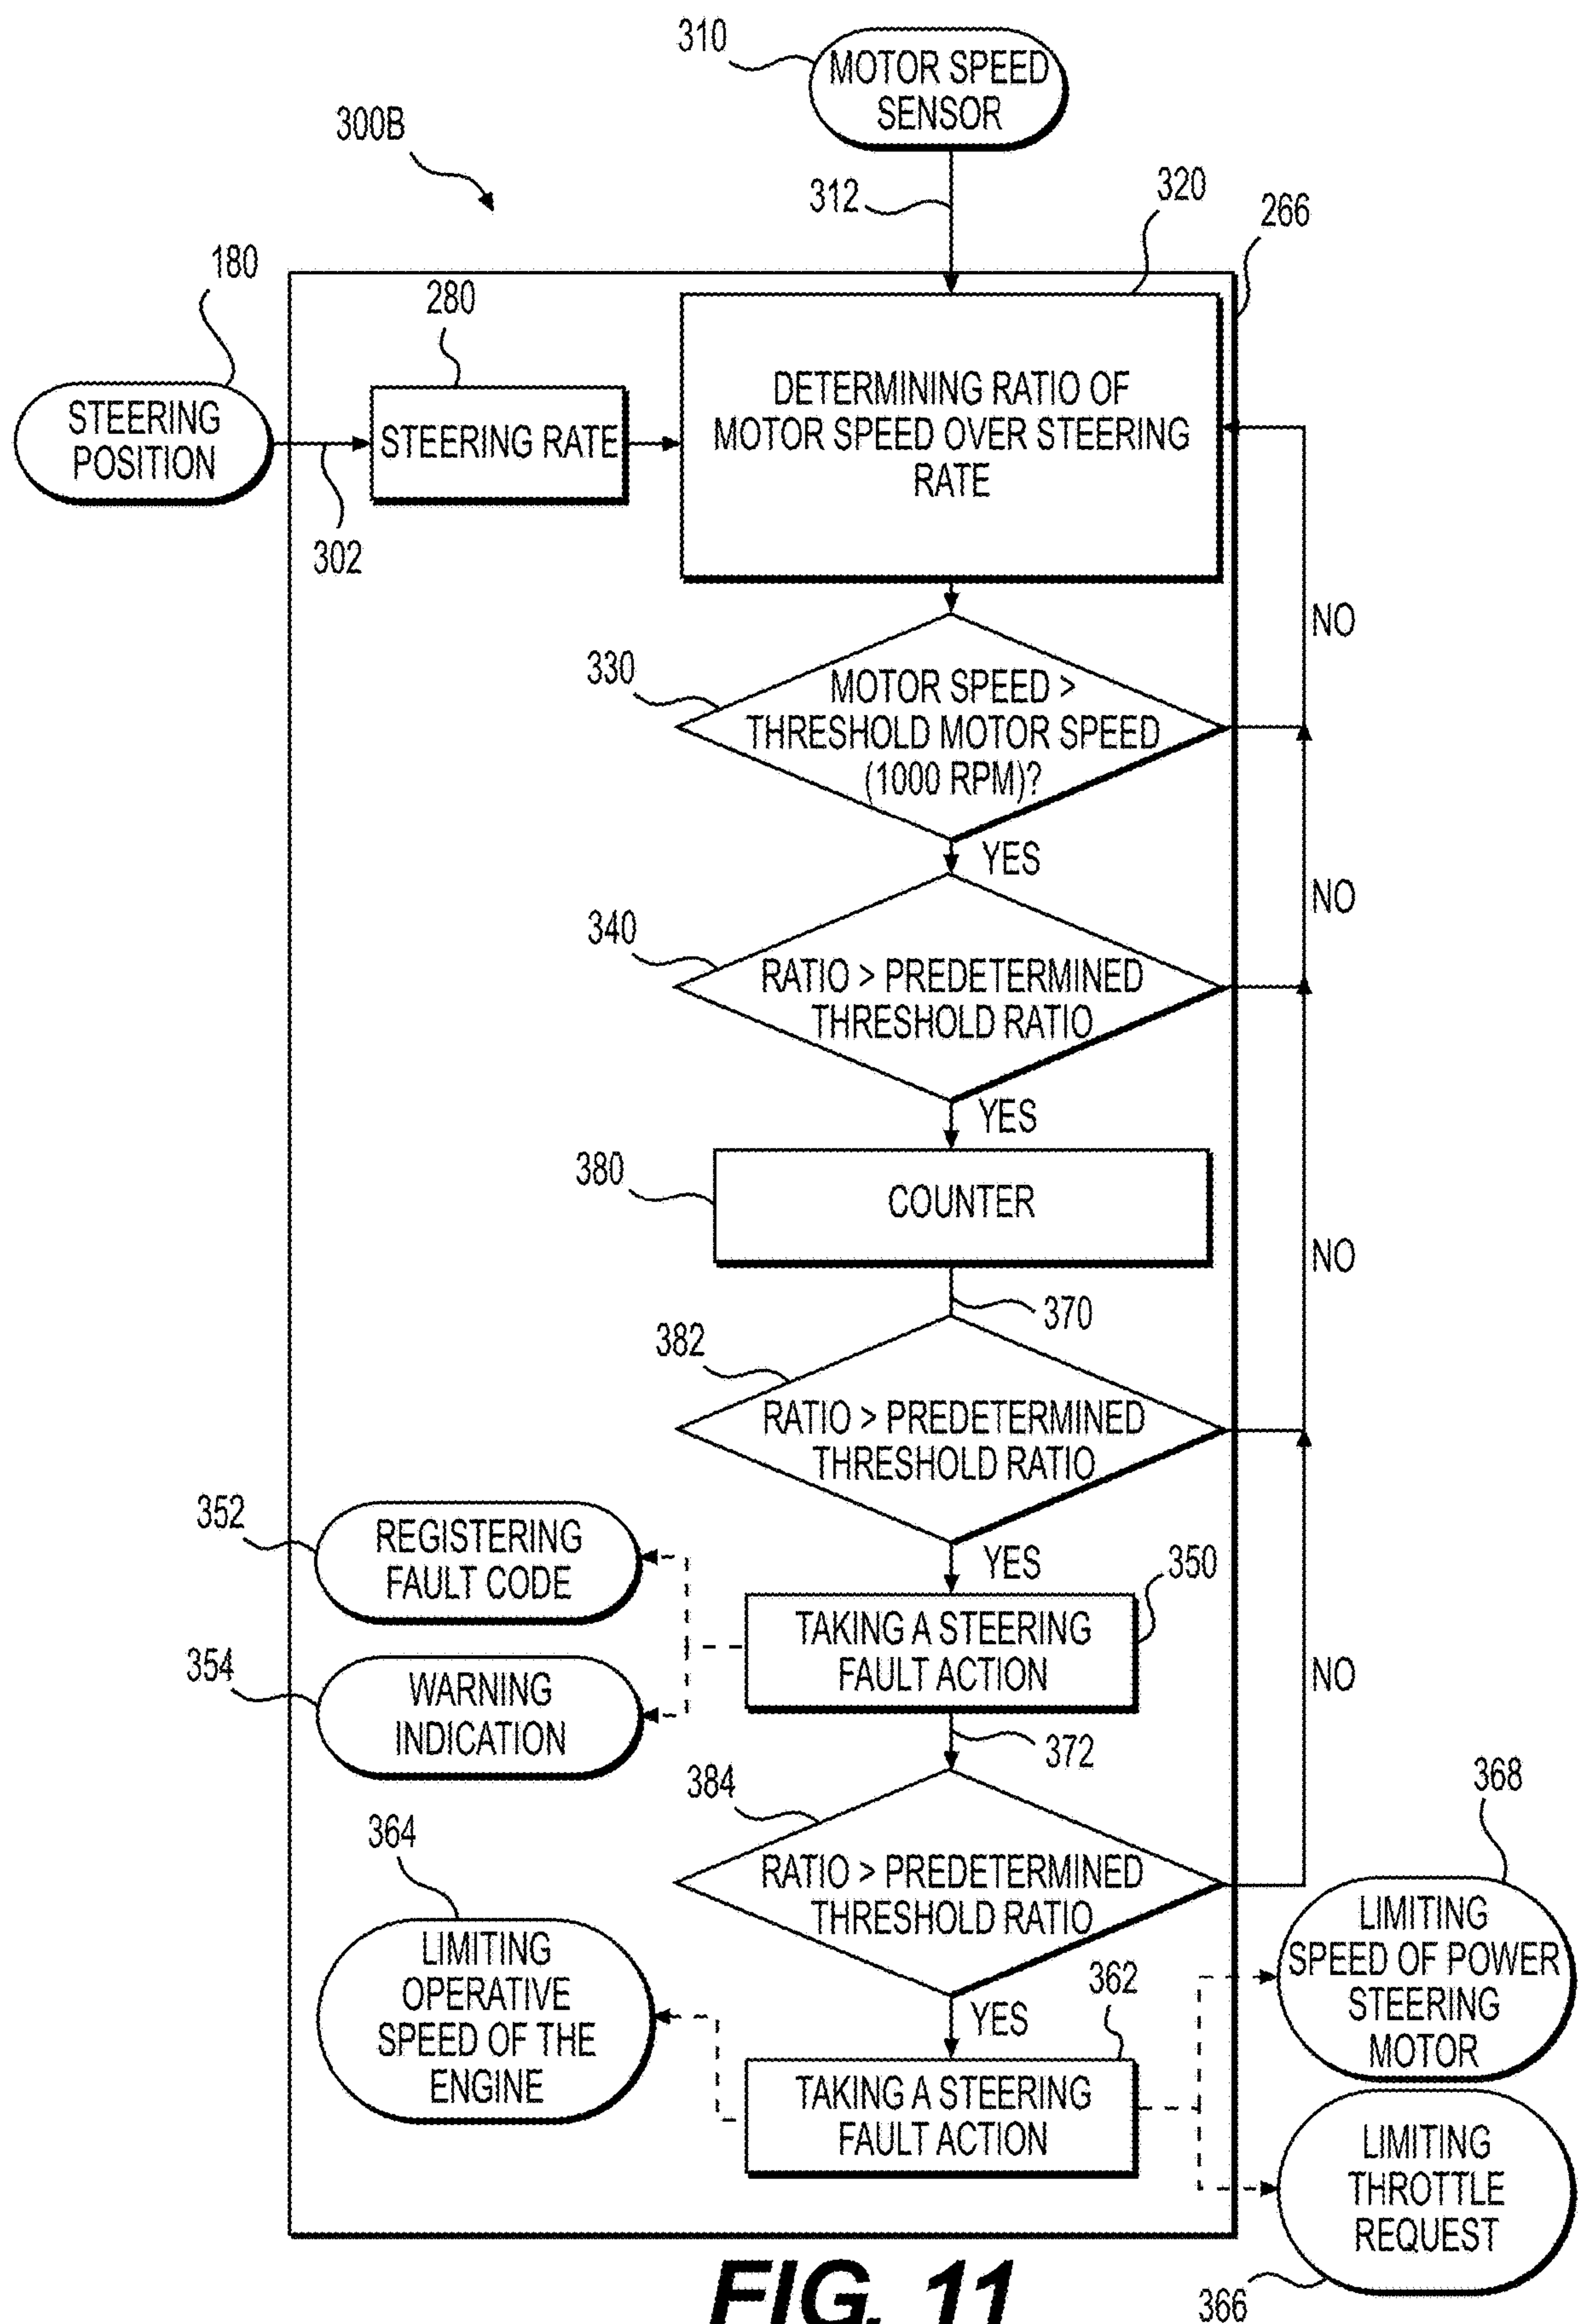 310
MOTOR SPEED
SENSOR
300B
312
320
266
180
280
STEERING
POSITION
STEERING RATE
302
DETERMINING RATIO OF
MOTOR SPEED OVER STEERING
RATE
NO
330
MOTOR SPEED >
THRESHOLD MOTOR SPEED
(1000 RPM)?
YES
NO
340
RATIO > PREDETERMINED
THRESHOLD RATIO
YES
380
COUNTER
NO
370
382
RATIO > PREDETERMINED
THRESHOLD RATIO
YES
352
REGISTERING
FAULT CODE
350
TAKING A STEERING
FAULT ACTION
354
WARNING
INDICATION
NO
372
384
RATIO > PREDETERMINED
THRESHOLD RATIO
YES
364
LIMITING
OPERATIVE
SPEED OF THE
ENGINE
362
TAKING A STEERING
FAULT ACTION
368
LIMITING
SPEED OF POWER
STEERING
MOTOR
LIMITING
THROTTLE
REQUEST
366
FIG. 11